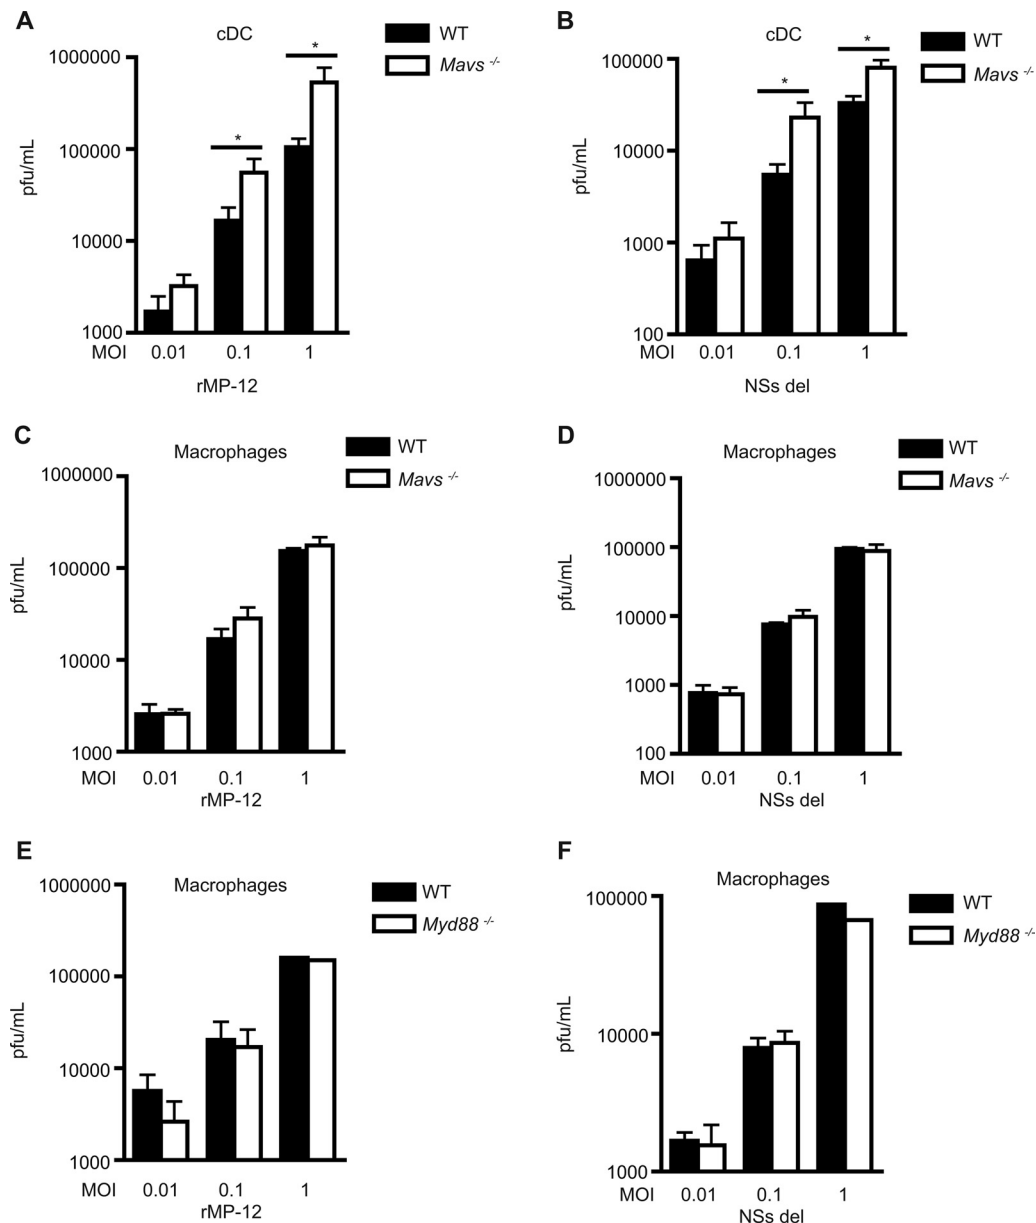 A
cDC
WT
Mavs -/-
*
*
1000000
100000
10000
1000
pfu/mL
MOI 0.01 0.1 1
rMP-12
B
cDC
WT
Mavs -/-
*
*
100000
10000
1000
100
pfu/mL
MOI 0.01 0.1 1
NSs del
C
Macrophages
WT
Mavs -/-
1000000
100000
10000
1000
pfu/mL
MOI 0.01 0.1 1
rMP-12
D
Macrophages
WT
Mavs -/-
1000000
100000
10000
1000
100
pfu/mL
MOI 0.01 0.1 1
NSs del
E
Macrophages
WT
Myd88 -/-
1000000
100000
10000
1000
pfu/mL
MOI 0.01 0.1 1
rMP-12
F
Macrophages
WT
Myd88 -/-
100000
10000
1000
pfu/mL
MOI 0.01 0.1 1
NSs del